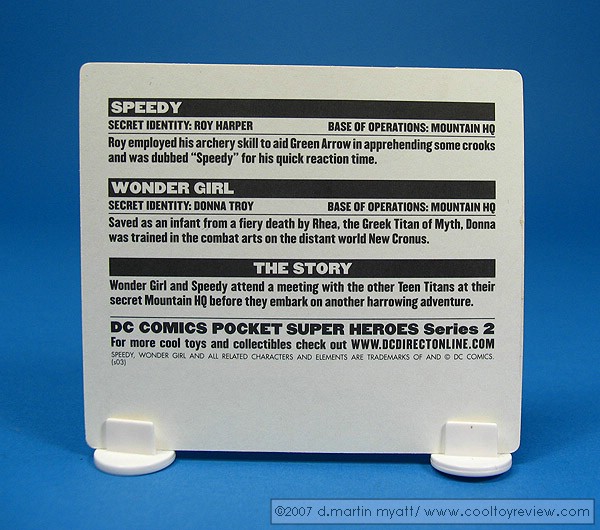 SPEEDY
SECRET IDENTITY: ROY HARPER BASE OF OPERATIONS: MOUNTAIN HQ
Roy employed his archery skill to aid Green Arrow in apprehending some crooks
and was dubbed "Speedy" for his quick reaction time.
WONDER GIRL
SECRET IDENTITY: DONNA TROY BASE OF OPERATIONS: MOUNTAIN HQ
Saved as an infant from a fiery death by Rhea, the Greek Titan of Myth, Donna
was trained in the combat arts on the distant world New Cronus.
THE STORY
Wonder Girl and Speedy attend a meeting with the other Teen Titans at their
secret Mountain HQ before they embark on another harrowing adventure.
DC COMICS POCKET SUPER HEROES Series 2
For more cool toys and collectibles check out WWW.DCDIRECTONLINE.COM
SPEEDY, WONDER GIRL AND ALL RELATED CHARACTERS AND ELEMENTS ARE TRADEMARKS OF AND © DC COMICS.
(s03)
©2007 d.martin myatt/ www.cooltoyreview.com